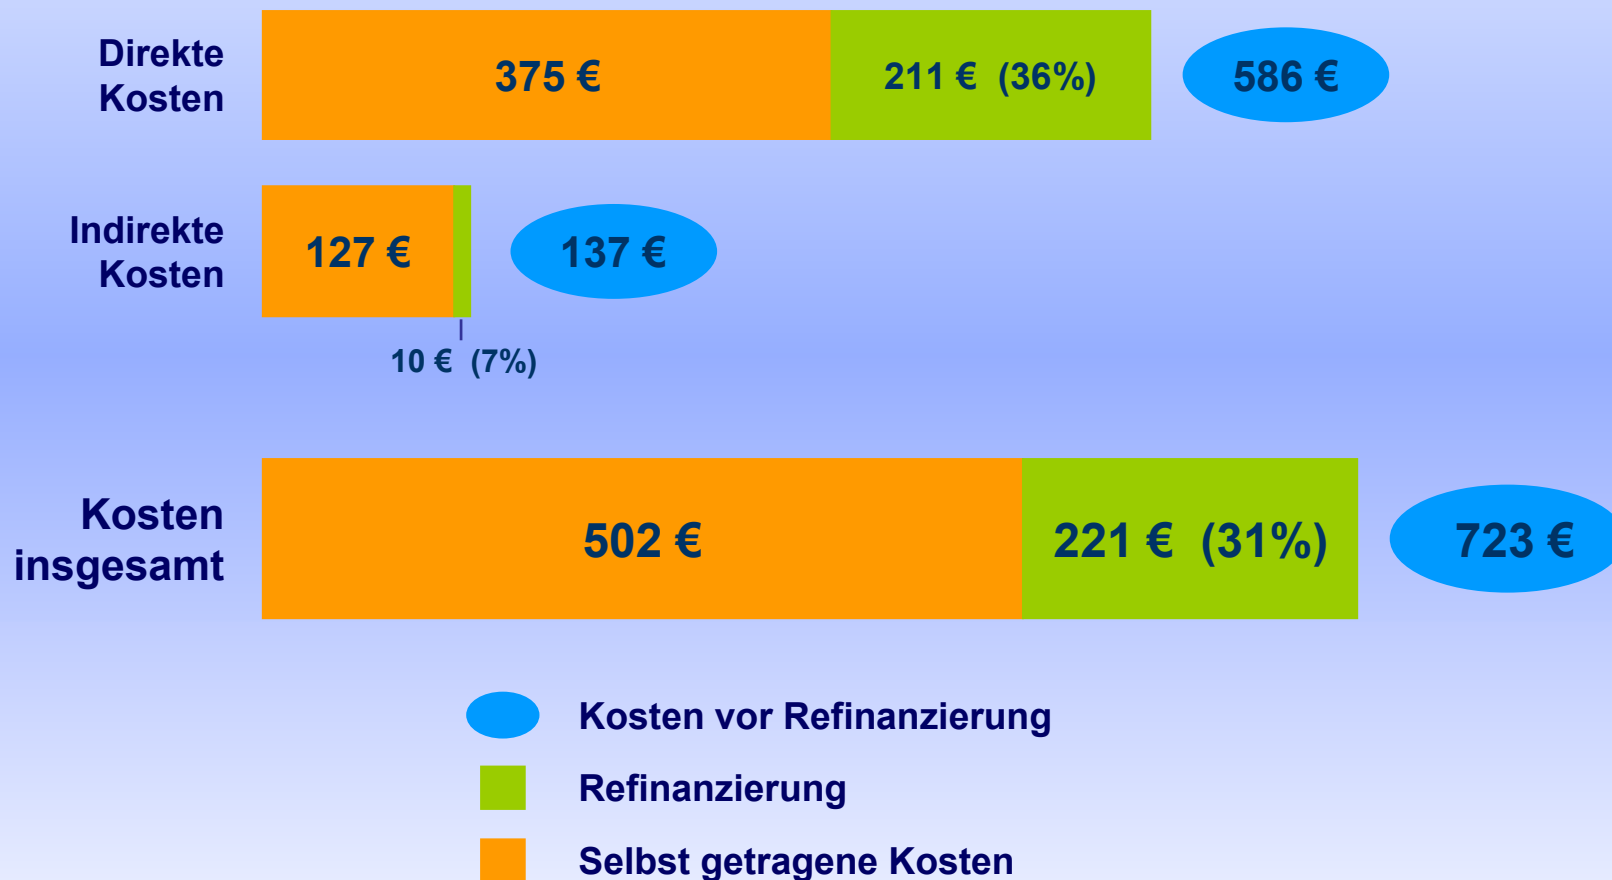 Direkte
Kosten
375 €
211 € (36%)
586 €
Indirekte
Kosten
127 €
137 €
10 € (7%)
Kosten
insgesamt
502 €
221 € (31%)
723 €
Kosten vor Refinanzierung
Refinanzierung
Selbst getragene Kosten